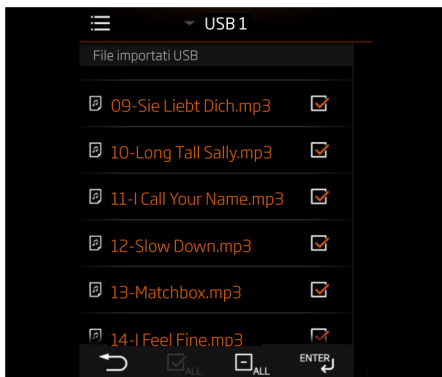 USB 1
File importati USB
09-Sie Liebt Dich.mp3
10-Long Tall Sally.mp3
11-I Call Your Name.mp3
12-Slow Down.mp3
13-Matchbox.mp3
14-I Feel Fine.mp3
ALL ALL ENTER